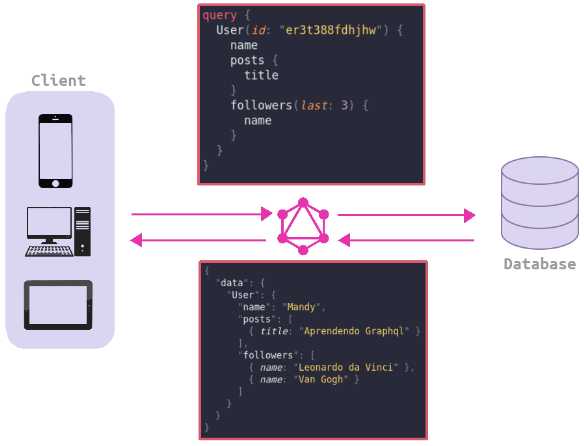 query {
  User(id: "er3t388fdhjhw") {
    name
    posts {
      title
    }
    followers(last: 3) {
      name
    }
  }
}
Client
Database
{
  "data": {
    "User": {
      "name": "Mandy",
      "posts": [
        { title: "Aprendendo Graphql" }
      ],
      "followers": [
        { name: "Leonardo da Vinci" },
        { name: "Van Gogh" }
      ]
    }
  }
}